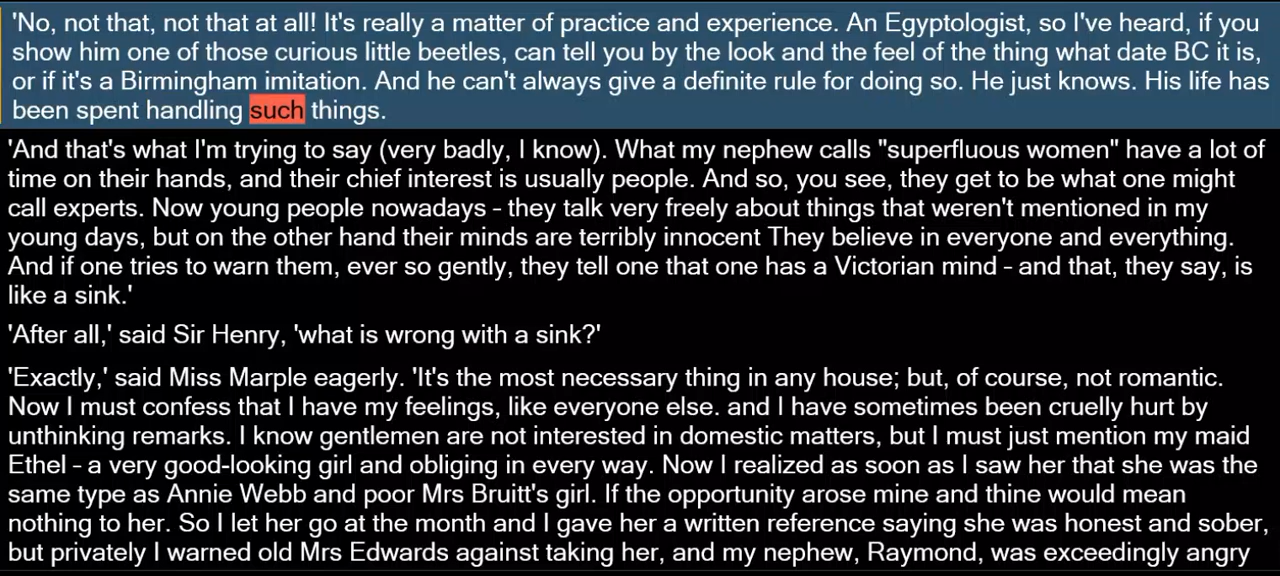 'No, not that, not that at all! It's really a matter of practice and experience. An Egyptologist, so I've heard, if you
show him one of those curious little beetles, can tell you by the look and the feel of the thing what date BC it is,
or if it's a Birmingham imitation. And he can't always give a definite rule for doing so. He just knows. His life has
been spent handling such things.
'And that's what I'm trying to say (very badly, I know). What my nephew calls "superfluous women" have a lot of
time on their hands, and their chief interest is usually people. And so, you see, they get to be what one might
call experts. Now young people nowadays - they talk very freely about things that weren't mentioned in my
young days, but on the other hand their minds are terribly innocent They believe in everyone and everything.
And if one tries to warn them, ever so gently, they tell one that one has a Victorian mind - and that, they say, is
like a sink.'
'After all,' said Sir Henry, 'what is wrong with a sink?'
'Exactly,' said Miss Marple eagerly. 'It's the most necessary thing in any house; but, of course, not romantic.
Now I must confess that I have my feelings, like everyone else. and I have sometimes been cruelly hurt by
unthinking remarks. I know gentlemen are not interested in domestic matters, but I must just mention my maid
Ethel - a very good-looking girl and obliging in every way. Now I realized as soon as I saw her that she was the
same type as Annie Webb and poor Mrs Bruitt's girl. If the opportunity arose mine and thine would mean
nothing to her. So I let her go at the month and I gave her a written reference saying she was honest and sober,
but privately I warned old Mrs Edwards against taking her, and my nephew, Raymond, was exceedingly angry